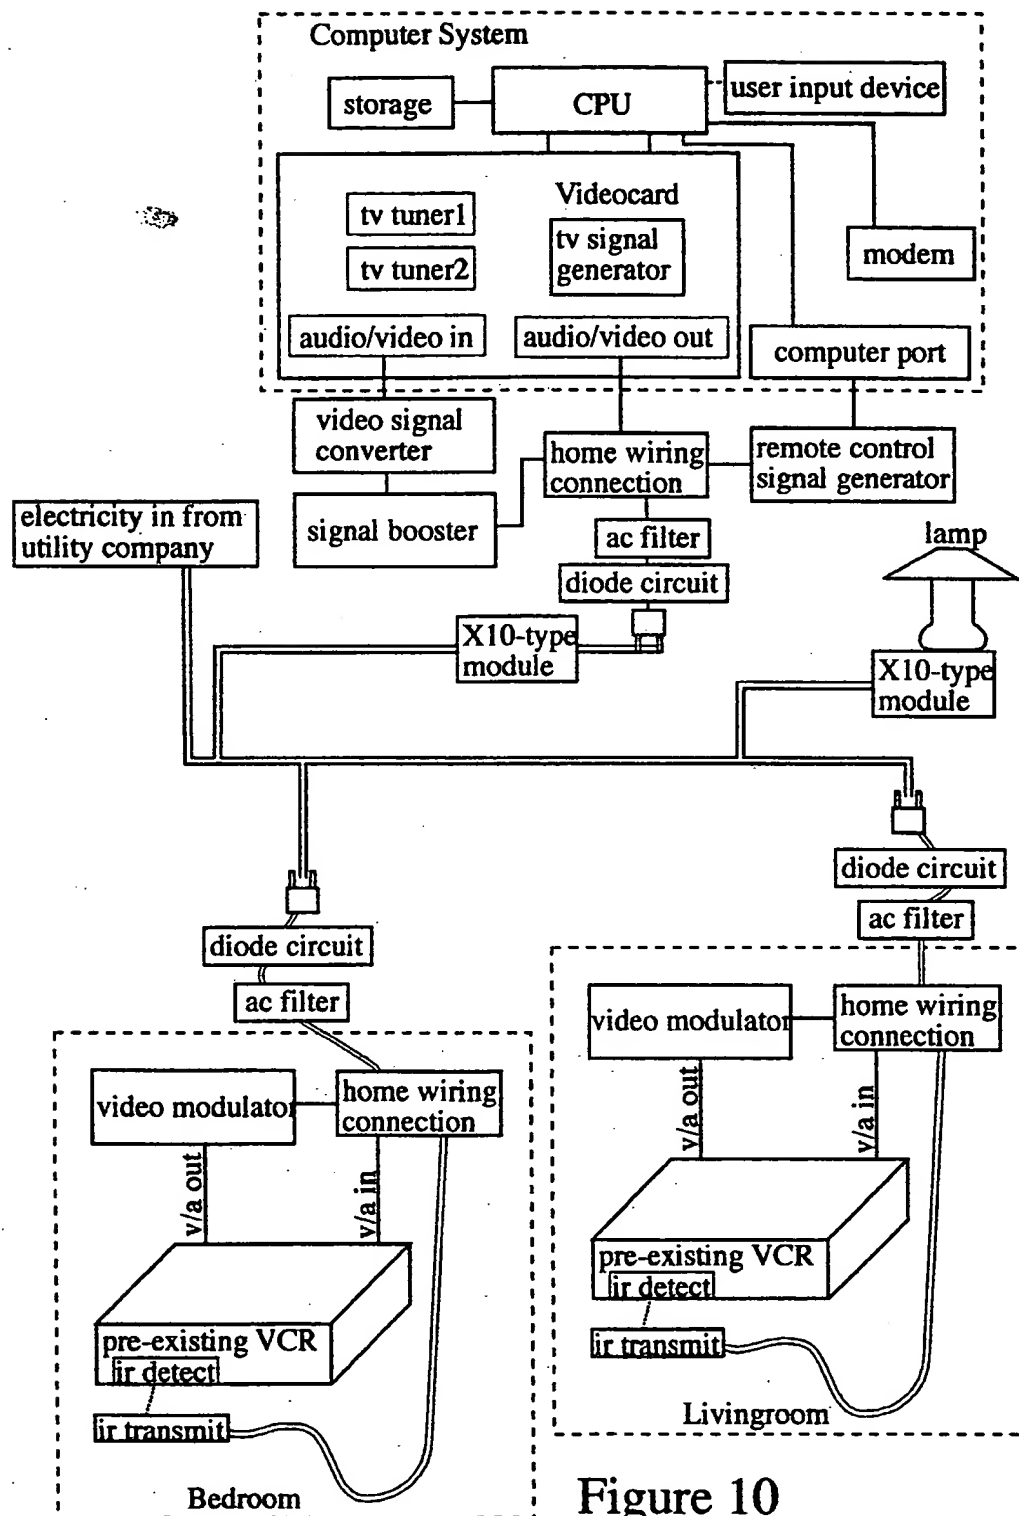 Computer System
storage
CPU
user input device
Videocard
tv tuner1
tv signal
generator
tv tuner2
modem
audio/video in
audio/video out
computer port
video signal
converter
home wiring
connection
remote control
signal generator
electricity in from
utility company
signal booster
ac filter
lamp
diode circuit
X10-type
module
X10-type
module
diode circuit
ac filter
diode circuit
ac filter
video modulator
home wiring
connection
v/a out
v/a in
video modulator
home wiring
connection
v/a out
v/a in
pre-existing VCR
ir detect
ir transmit
Livingroom
pre-existing VCR
ir detect
ir transmit
Bedroom
Figure 10